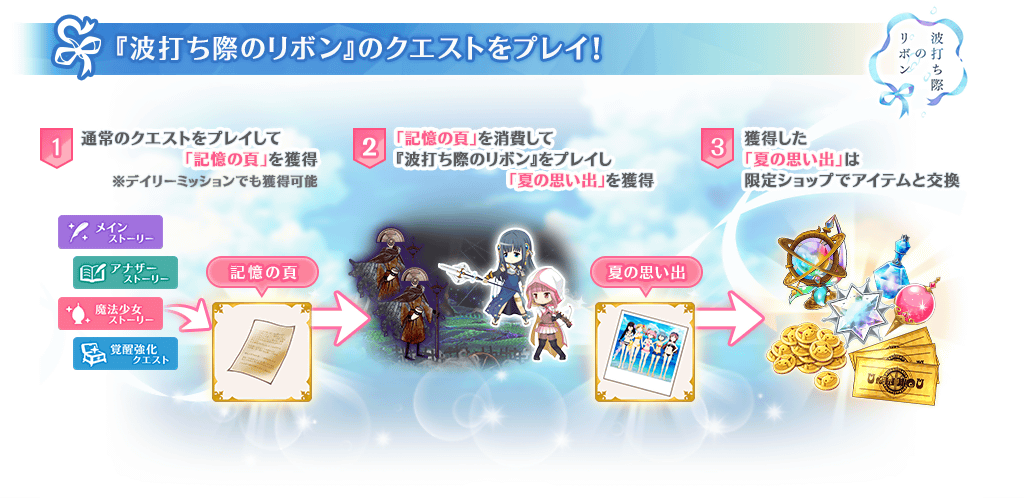 『波打ち際のリボン』のクエストをプレイ！
波打ち際
の
リボン
1
通常のクエストをプレイして
「記憶の頁」を獲得
※デイリーミッションでも獲得可能
2
「記憶の頁」を消費して
『波打ち際のリボン』をプレイし
「夏の思い出」を獲得
3
獲得した
「夏の思い出」は
限定ショップでアイテムと交換
メイン
ストーリー
アナザー
ストーリー
魔法少女
ストーリー
覚醒強化
クエスト
記憶の頁
夏の思い出